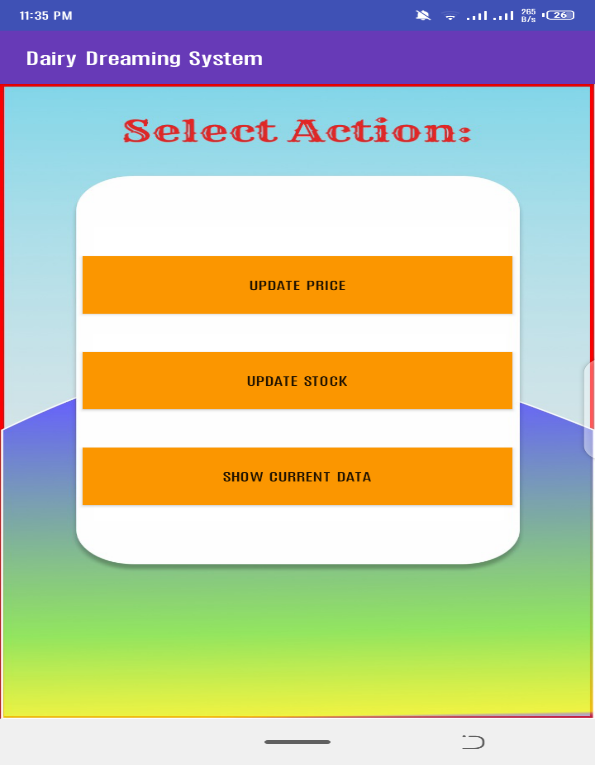 11:35 PM
265
B/s
26
Dairy Dreaming System
Select Action:
UPDATE PRICE
UPDATE STOCK
SHOW CURRENT DATA